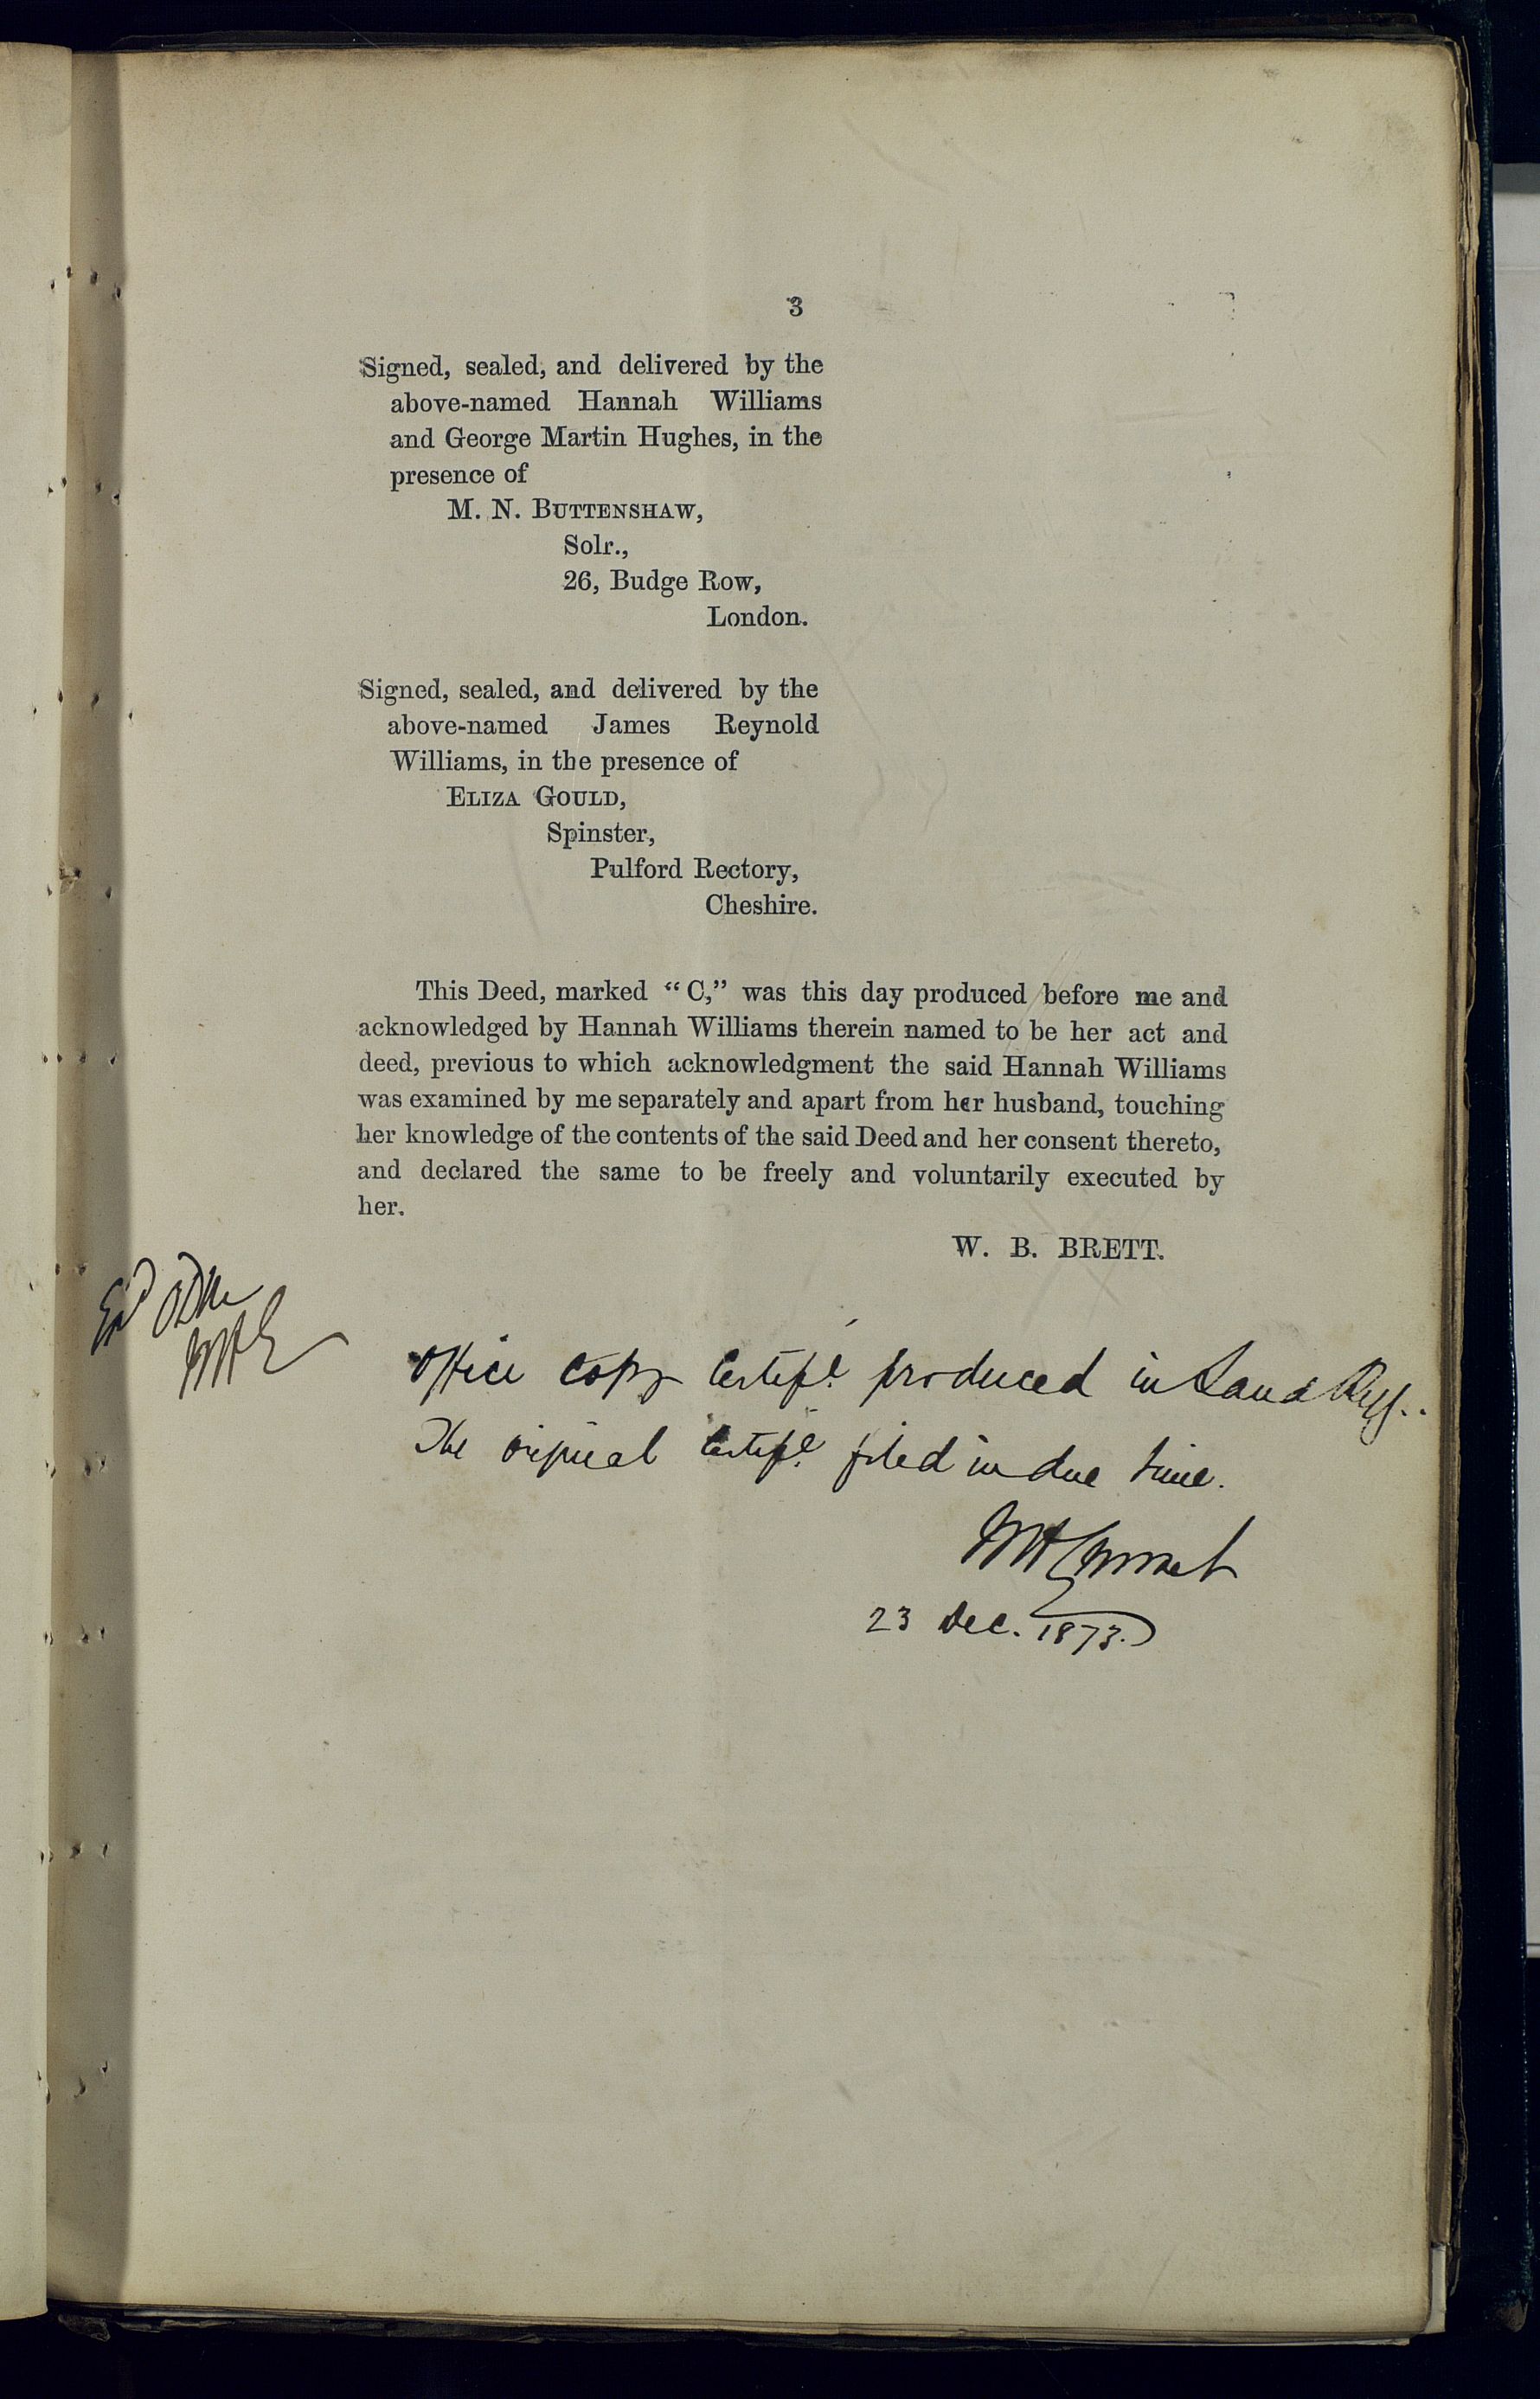 3
Signed, sealed, and delivered by the
above-named Hannah Williams
and George Martin Hughes, in the
presence of
M. N. BUTTENSHAW,
Solr.,
26, Budge Row,
London.
Signed, sealed, and delivered by the
above-named James Reynold
Williams, in the presence of
ELIZA GOULD,
Spinster,
Pulford Rectory,
Cheshire.
This Deed, marked “C,” was this day produced before me and
acknowledged by Hannah Williams therein named to be her act and
deed, previous to which acknowledgment the said Hannah Williams
was examined by me separately and apart from her husband, touching
her knowledge of the contents of the said Deed and her consent thereto,
and declared the same to be freely and voluntarily executed by
her.
W. B. BRETT.
Office copy Certife. produced in Land Reg..
The original Certife. filed in due time.
23 Dec. 1873.